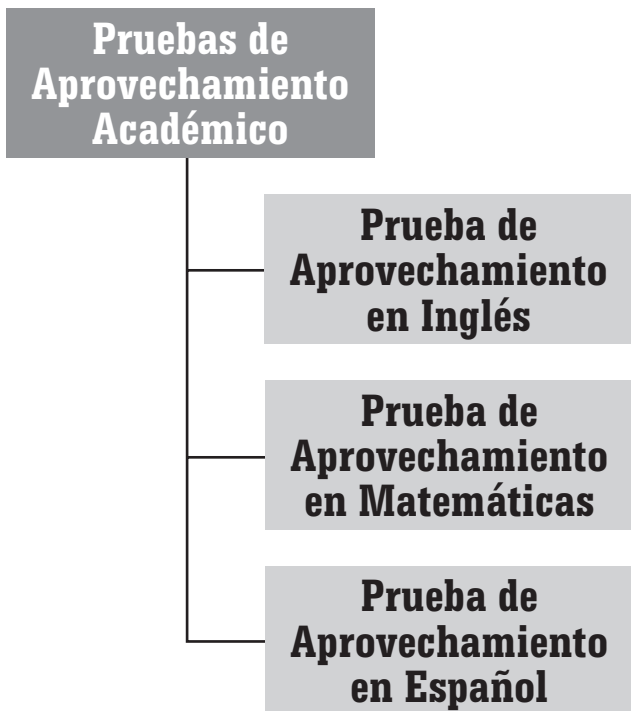 Pruebas de
Aprovechamiento
Académico
Prueba de
Aprovechamiento
en Inglés
Prueba de
Aprovechamiento
en Matemáticas
Prueba de
Aprovechamiento
en Español